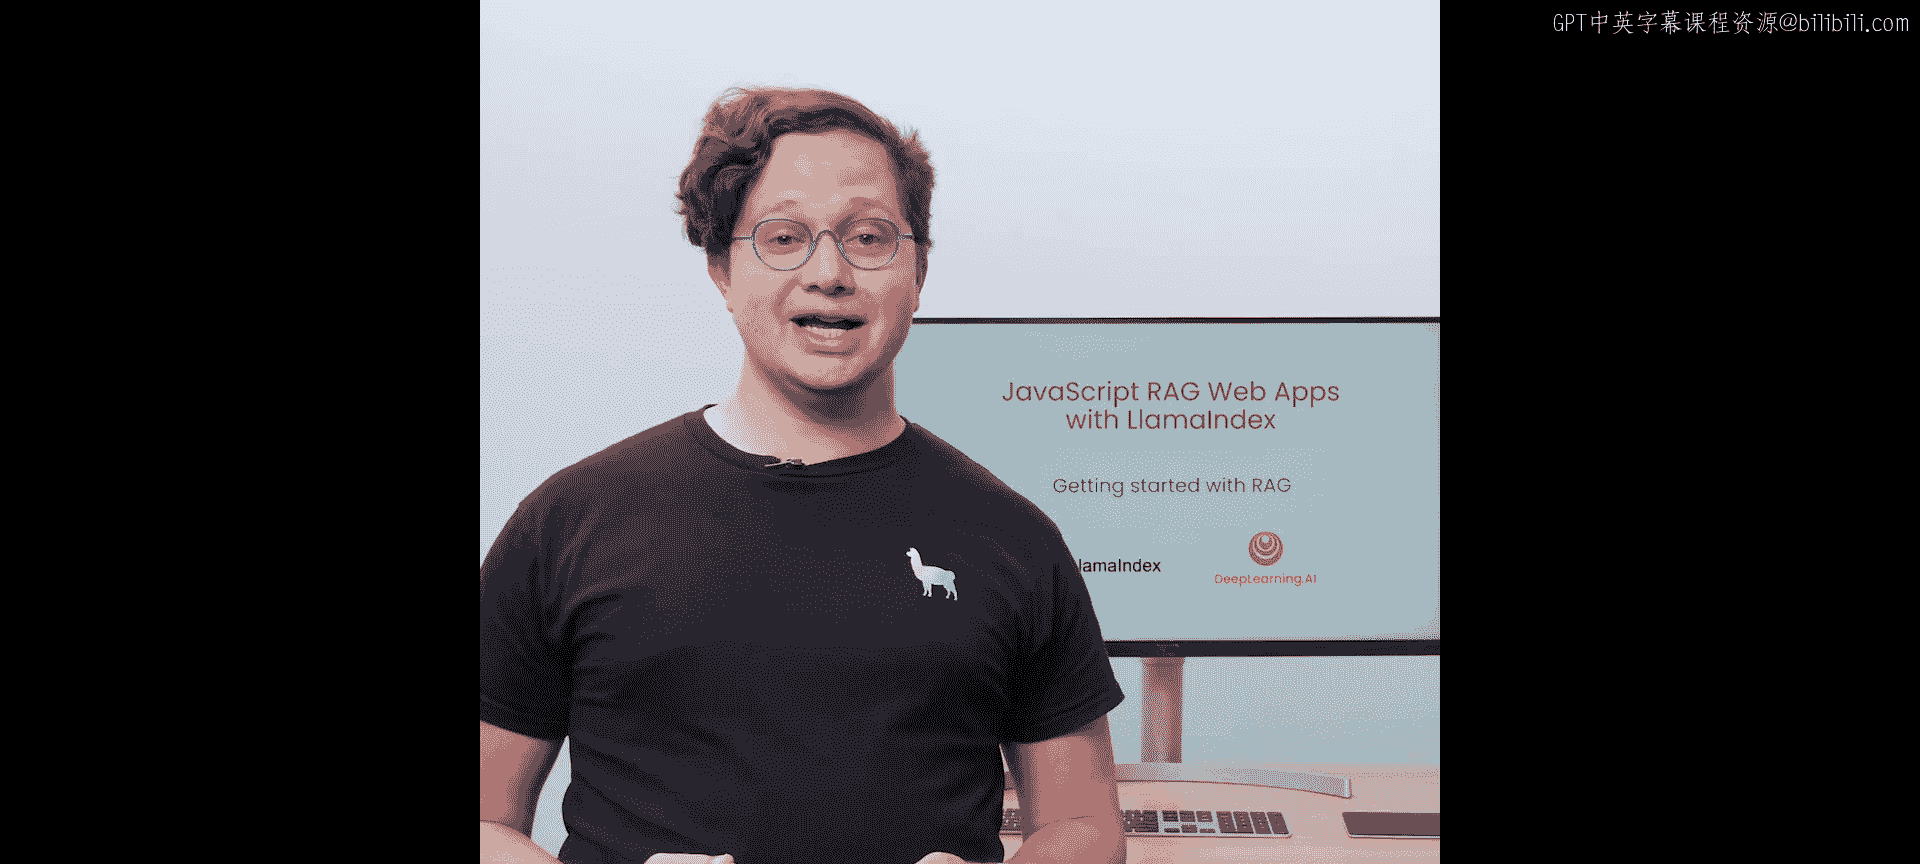 GPT中英字幕课程资源@bilibili.com
JavaScript RAG Web Apps
with LlamaIndex
Getting started with RAG
lamaIndex
DeepLearning.AI